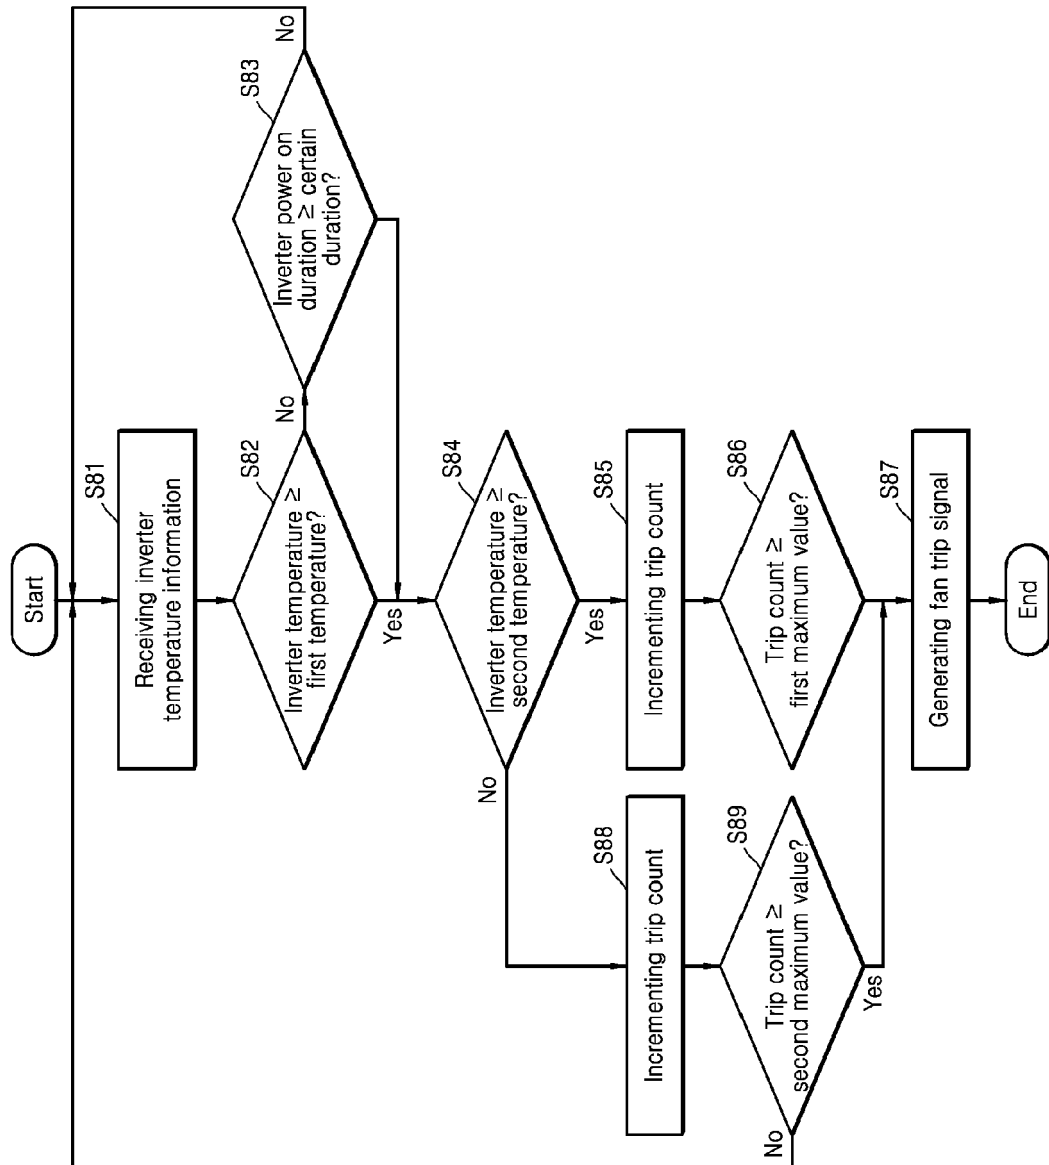 Start
S81
Receiving inverter
temperature information
S82
Inverter temperature ≥
first temperature?
No
Yes
S83
Inverter power on
duration ≥ certain
duration?
No
S84
Inverter temperature ≥
second temperature?
No
Yes
S85
Incrementing trip count
S86
Trip count ≥
first maximum value?
S88
Incrementing trip count
S89
Trip count ≥
second maximum value?
No
Yes
S87
Generating fan trip signal
End